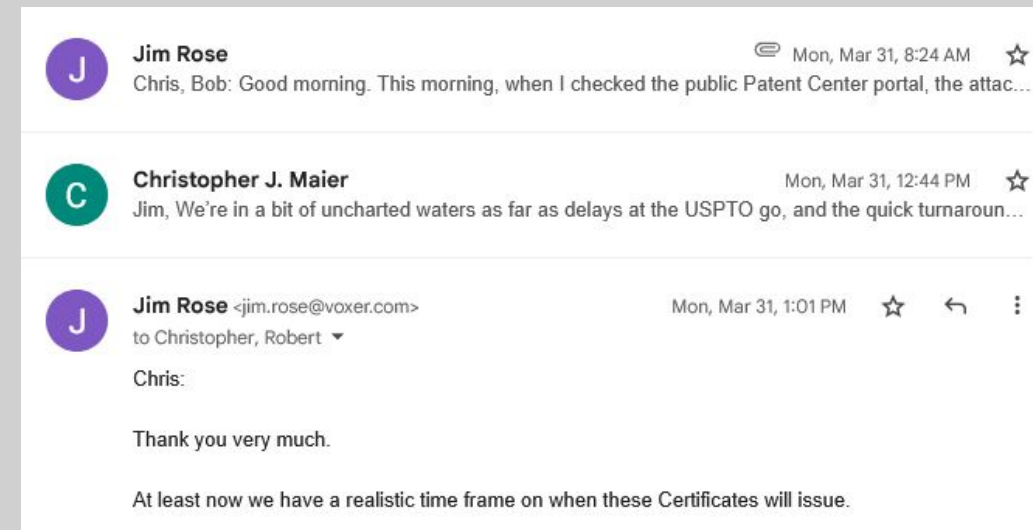 J
Jim Rose
Mon, Mar 31, 8:24 AM
Chris, Bob: Good morning. This morning, when I checked the public Patent Center portal, the attac...
C
Christopher J. Maier
Mon, Mar 31, 12:44 PM
Jim, We're in a bit of uncharted waters as far as delays at the USPTO go, and the quick turnaroun...
J
Jim Rose <jim.rose@voxer.com>
Mon, Mar 31, 1:01 PM
to Christopher, Robert
Chris:
Thank you very much.
At least now we have a realistic time frame on when these Certificates will issue.